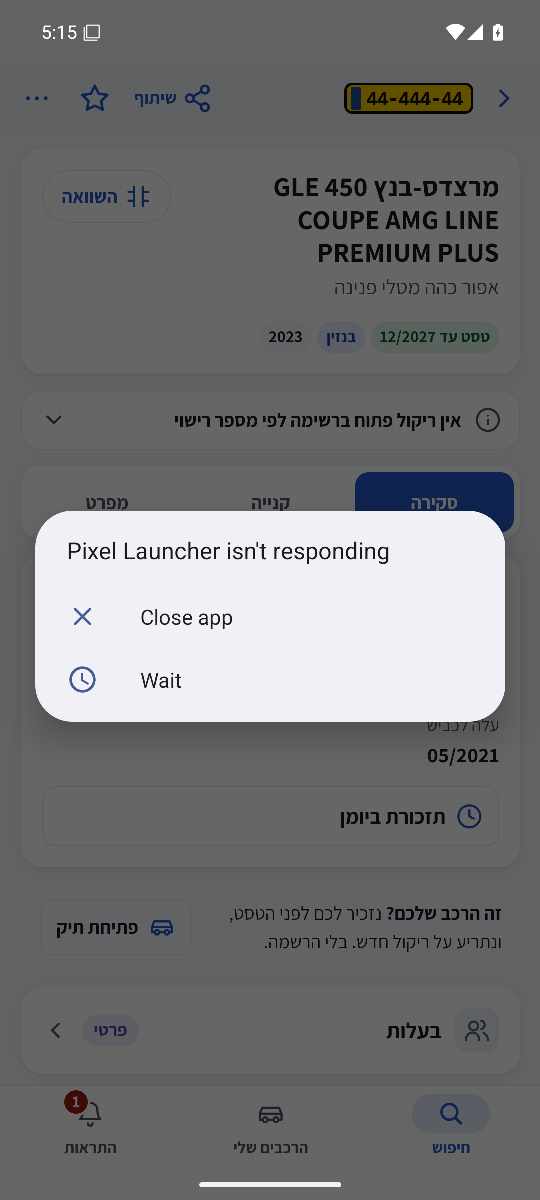 5:15
44-444-44
שיתוף
מרצדס-בנץ GLE 450
COUPE AMG LINE
PREMIUM PLUS
השוואה
אפור כהה מטלי פנינה
טסט עד 12/2027
בנזין
2023
אין ריקול פתוח ברשימה לפי מספר רישוי
סקירה
קנייה
מפרט
Pixel Launcher isn't responding
Close app
Wait
עלה לכביש
05/2021
תזכורת ביומן
זה הרכב שלכם? נזכיר לכם לפני הטסט,
ונתריע על ריקול חדש. בלי הרשמה.
פתיחת תיק
בעלות
פרטי
חיפוש
הרכבים שלי
1
התראות